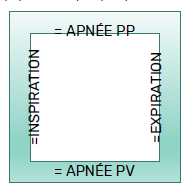 = APNÉE PP
=INSPIRATION
=EXPIRATION
= APNÉE PV